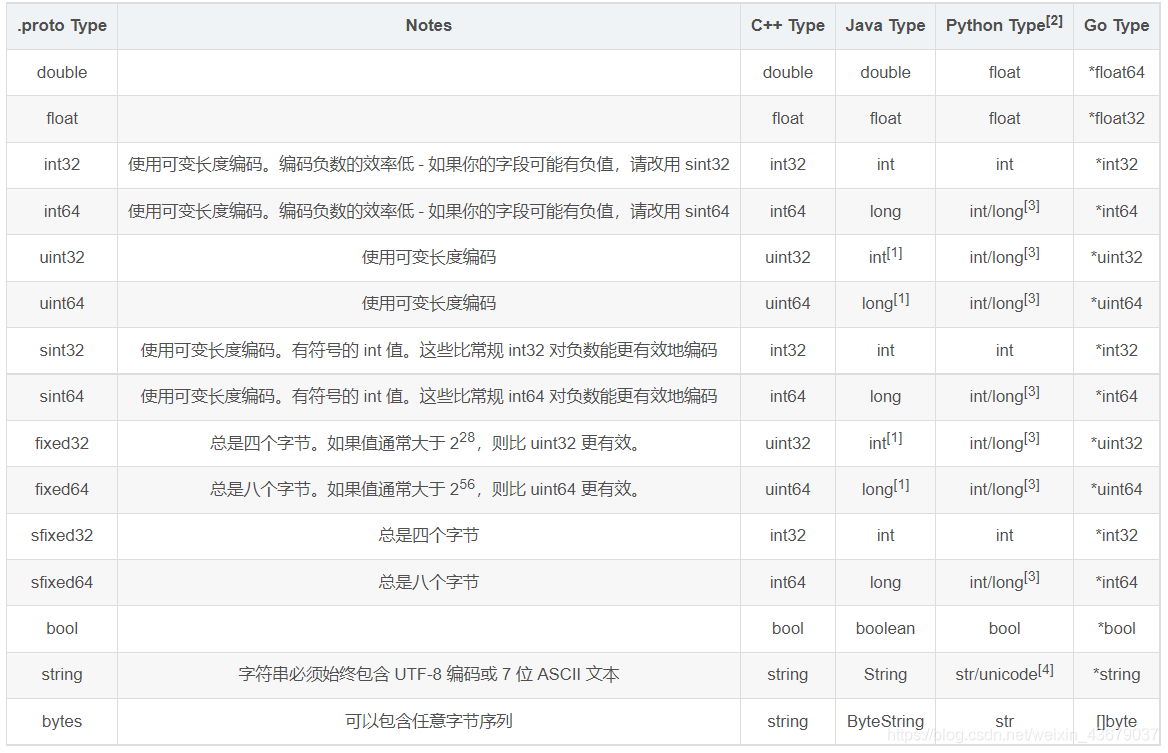 .proto Type Notes C++ Type Java Type Python Type[2] Go Type
double double double float *float64
float float float float *float32
int32 使用可变长度编码。编码负数的效率低 - 如果你的字段可能有负值，请改用 sint32 int32 int int *int32
int64 使用可变长度编码。编码负数的效率低 - 如果你的字段可能有负值，请改用 sint64 int64 long int/long[3] *int64
uint32 使用可变长度编码 uint32 int[1] int/long[3] *uint32
uint64 使用可变长度编码 uint64 long[1] int/long[3] *uint64
sint32 使用可变长度编码。有符号的 int 值。这些比常规 int32 对负数能更有效地编码 int32 int int *int32
sint64 使用可变长度编码。有符号的 int 值。这些比常规 int64 对负数能更有效地编码 int64 long int/long[3] *int64
fixed32 总是四个字节。如果值通常大于 2^28，则比 uint32 更有效。 uint32 int[1] int/long[3] *uint32
fixed64 总是八个字节。如果值通常大于 2^56，则比 uint64 更有效。 uint64 long[1] int/long[3] *uint64
sfixed32 总是四个字节 int32 int int *int32
sfixed64 总是八个字节 int64 long int/long[3] *int64
bool bool boolean bool *bool
string 字符串必须始终包含 UTF-8 编码或 7 位 ASCII 文本 string String str/unicode[4] *string
bytes 可以包含任意字节序列 string ByteString str []byte
https://blog.csdn.net/weixin_43679037